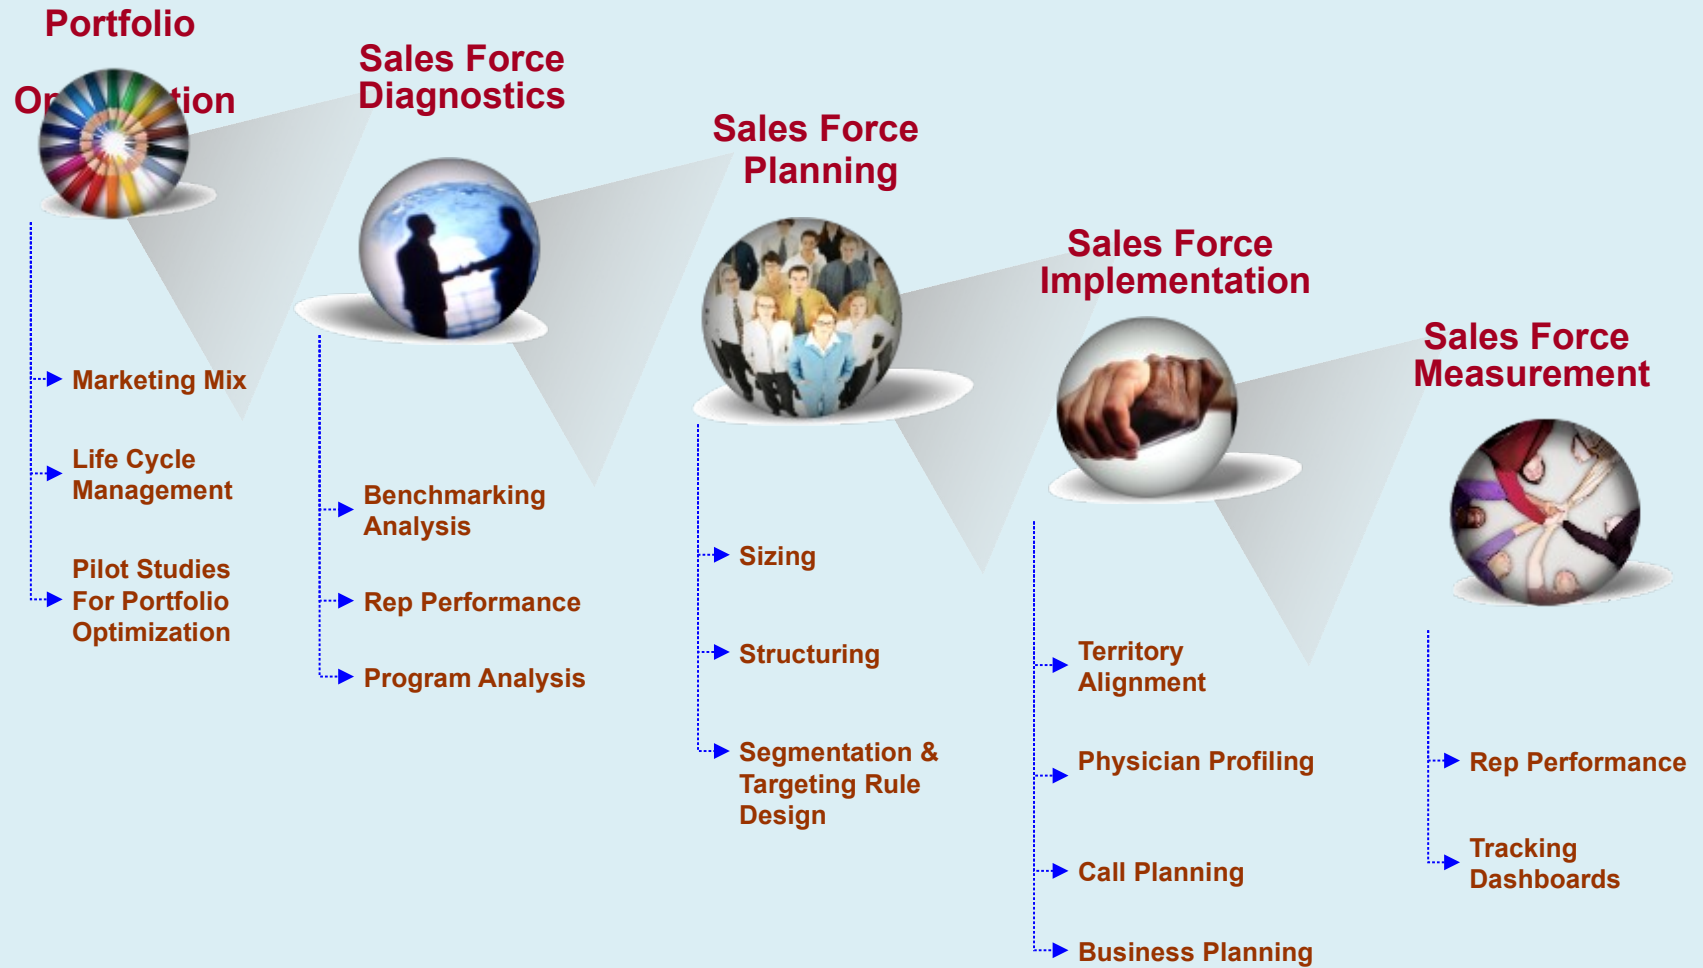 Portfolio
Sales Force
Diagnostics
Sales Force
Planning
Sales Force
Implementation
Sales Force
Measurement
Marketing Mix
Life Cycle
Management
Pilot Studies
For Portfolio
Optimization
Benchmarking
Analysis
Rep Performance
Program Analysis
Sizing
Structuring
Segmentation &
Targeting Rule
Design
Territory
Alignment
Physician Profiling
Call Planning
Business Planning
Rep Performance
Tracking
Dashboards